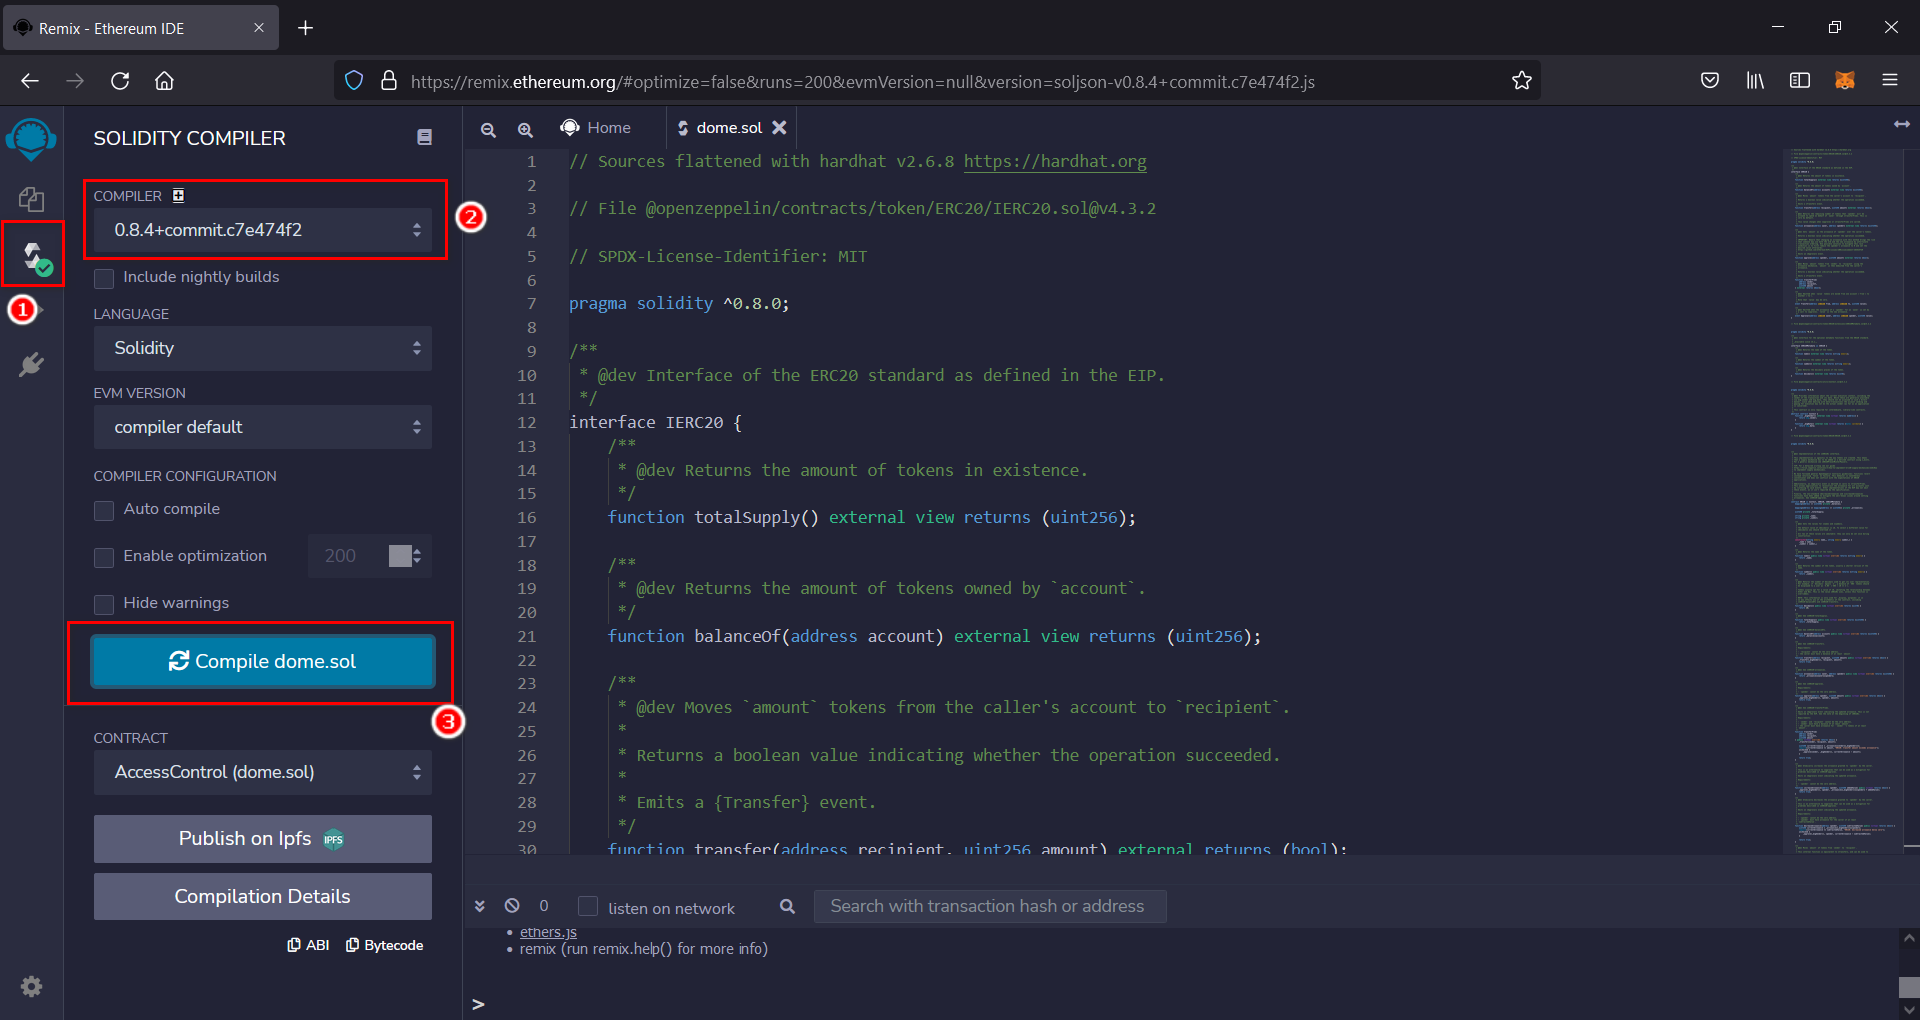 Remix - Ethereum IDE
https://remix.ethereum.org/#optimize=false&runs=200&evmVersion=null&version=soljson-v0.8.4+commit.c7e474f2.js
SOLIDITY COMPILER
COMPILER
0.8.4+commit.c7e474f2
2
Include nightly builds
1
LANGUAGE
Solidity
EVM VERSION
compiler default
COMPILER CONFIGURATION
Auto compile
Enable optimization 200
Hide warnings
Compile dome.sol
3
CONTRACT
AccessControl (dome.sol)
Publish on Ipfs IPFS
Compilation Details
ABI Bytecode
Home dome.sol
1 // Sources flattened with hardhat v2.6.8 https://hardhat.org
2
3 // File @openzeppelin/contracts/token/ERC20/IERC20.sol@v4.3.2
4
5 // SPDX-License-Identifier: MIT
6
7 pragma solidity ^0.8.0;
8
9 /**
10 * @dev Interface of the ERC20 standard as defined in the EIP.
11 */
12 interface IERC20 {
13 /**
14 * @dev Returns the amount of tokens in existence.
15 */
16 function totalSupply() external view returns (uint256);
17
18 /**
19 * @dev Returns the amount of tokens owned by `account`.
20 */
21 function balanceOf(address account) external view returns (uint256);
22
23 /**
24 * @dev Moves `amount` tokens from the caller's account to `recipient`.
25 *
26 * Returns a boolean value indicating whether the operation succeeded.
27 *
28 * Emits a {Transfer} event.
29 */
30 function transfer(address recipient, uint256 amount) external returns (bool);
0 listen on network Search with transaction hash or address
• ethers.js
• remix (run remix.help() for more info)
>